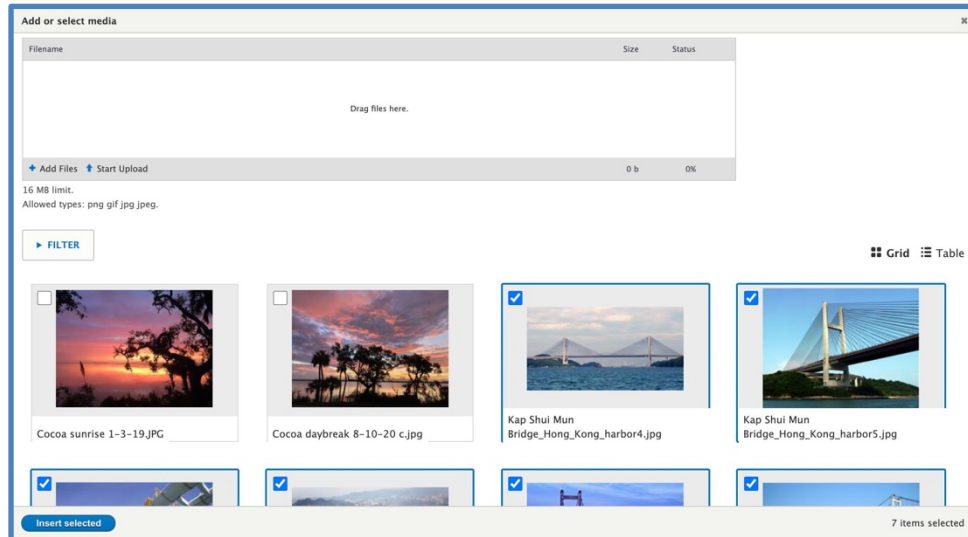 Add or select media
Filename Size Status
Drag files here.
Add Files Start Upload 0 b 0%
16 MB limit.
Allowed types: png gif jpg jpeg.
FILTER
Grid Table
Cocoa sunrise 1-3-19.JPG
Cocoa daybreak 8-10-20 c.jpg
Kap Shui Mun
Bridge_Hong_Kong_harbor4.jpg
Kap Shui Mun
Bridge_Hong_Kong_harbor5.jpg
Insert selected 7 items selected